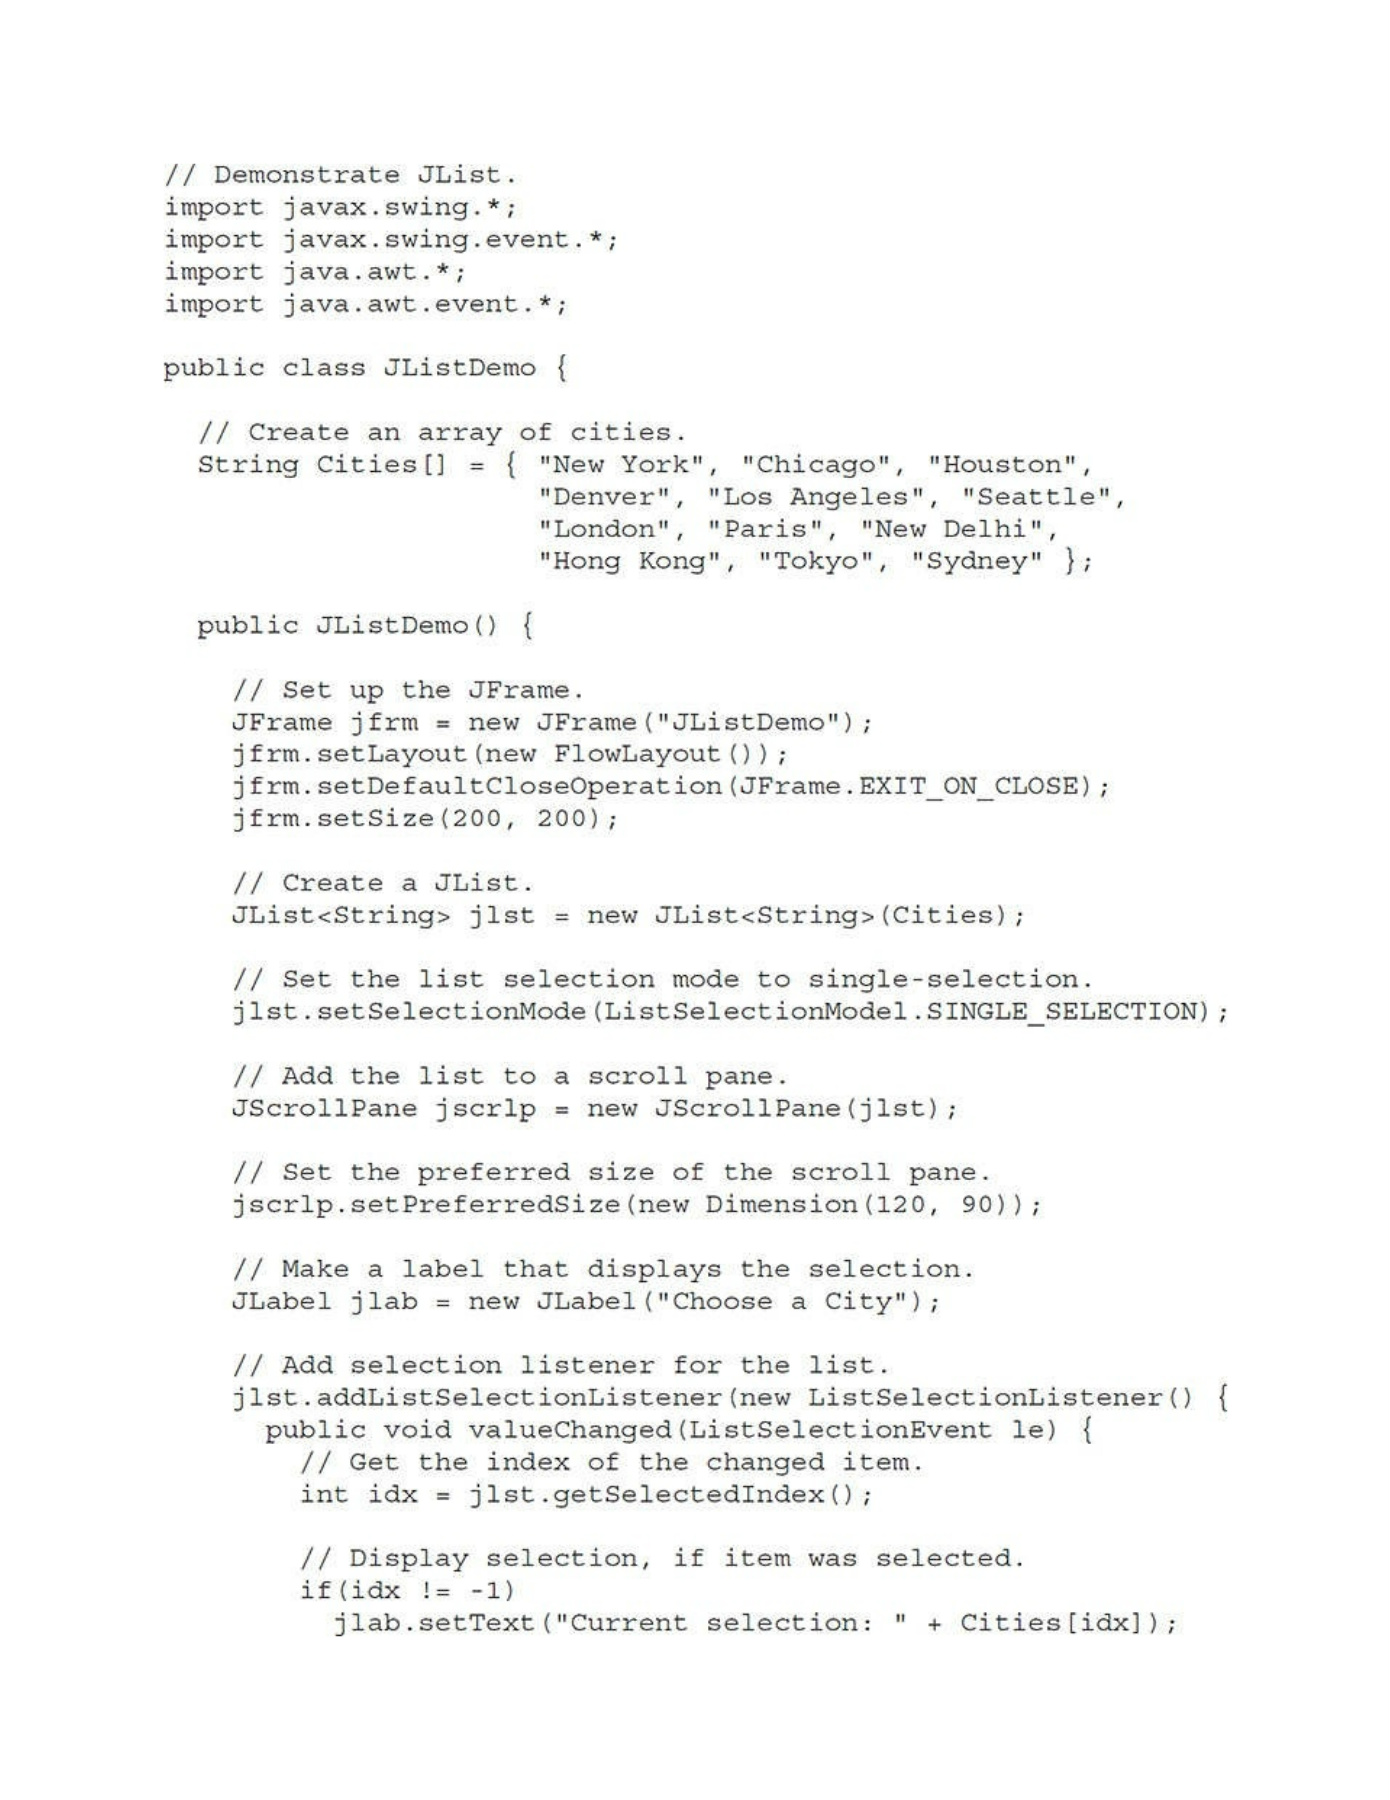 // Demonstrate JList.
import javax.swing.*;
import javax.swing.event.*;
import java.awt.*;
import java.awt.event.*;

public class JListDemo {

  // Create an array of cities.
  String Cities[] = { "New York", "Chicago", "Houston",
                      "Denver", "Los Angeles", "Seattle",
                      "London", "Paris", "New Delhi",
                      "Hong Kong", "Tokyo", "Sydney" };

  public JListDemo() {

    // Set up the JFrame.
    JFrame jfrm = new JFrame("JListDemo");
    jfrm.setLayout(new FlowLayout());
    jfrm.setDefaultCloseOperation(JFrame.EXIT_ON_CLOSE);
    jfrm.setSize(200, 200);

    // Create a JList.
    JList<String> jlst = new JList<String>(Cities);

    // Set the list selection mode to single-selection.
    jlst.setSelectionMode(ListSelectionModel.SINGLE_SELECTION);

    // Add the list to a scroll pane.
    JScrollPane jscrlp = new JScrollPane(jlst);

    // Set the preferred size of the scroll pane.
    jscrlp.setPreferredSize(new Dimension(120, 90));

    // Make a label that displays the selection.
    JLabel jlab = new JLabel("Choose a City");

    // Add selection listener for the list.
    jlst.addListSelectionListener(new ListSelectionListener() {
      public void valueChanged(ListSelectionEvent le) {
        // Get the index of the changed item.
        int idx = jlst.getSelectedIndex();

        // Display selection, if item was selected.
        if(idx != -1)
          jlab.setText("Current selection: " + Cities[idx]);